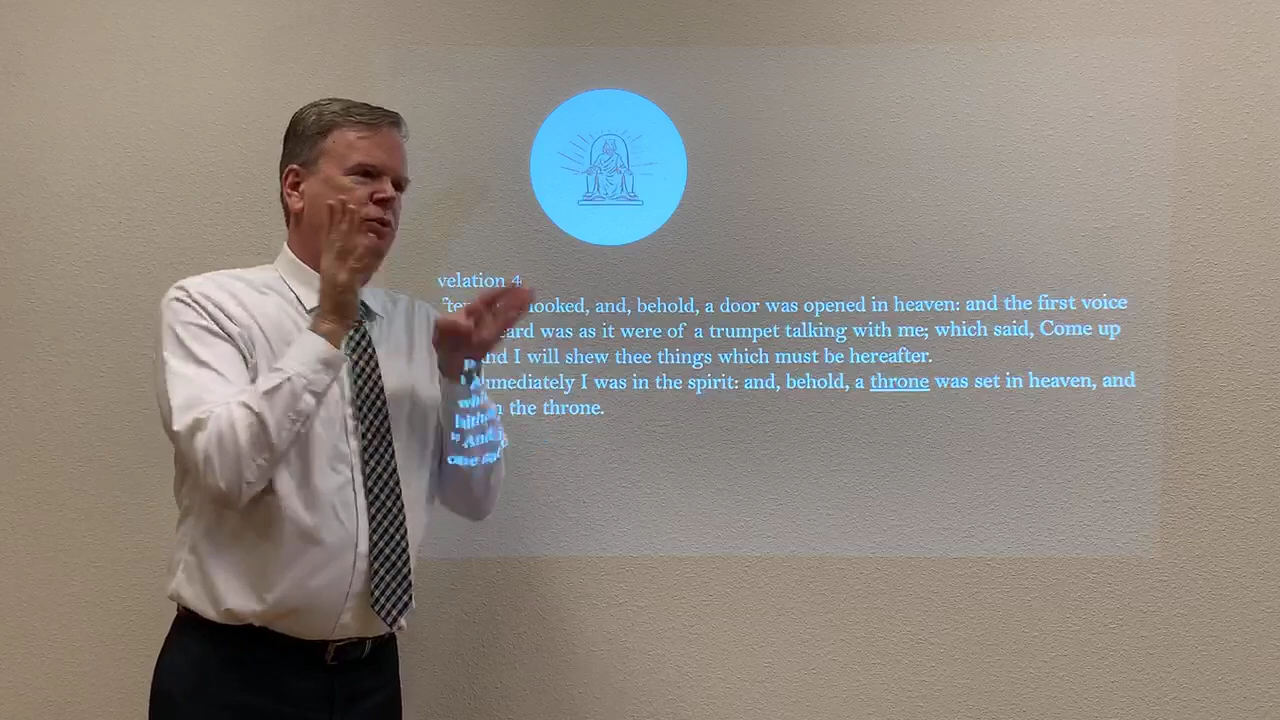 velation 4
looked, and, behold, a door was opened in heaven: and the first voice
eard was as it were of a trumpet talking with me; which said, Come up
and I will shew thee things which must be hereafter.
mmediately I was in the spirit: and, behold, a throne was set in heaven, and
the throne.